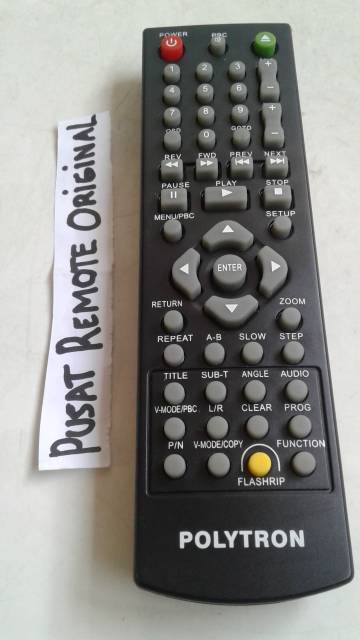 POWER
1 2 3 +
4 5 6 −
7 8 9 +
OSD 0 GOTO −
REV FWD PREV NEXT
PAUSE PLAY STOP
MENU/PBC SETUP
ENTER
RETURN ZOOM
REPEAT A-B SLOW STEP
TITLE SUB-T ANGLE AUDIO
V-MODE/PBC L/R CLEAR PROG
P/N V-MODE/COPY FUNCTION
FLASHRIP
POLYTRON
PUSAT REMOTE ORIGINAL